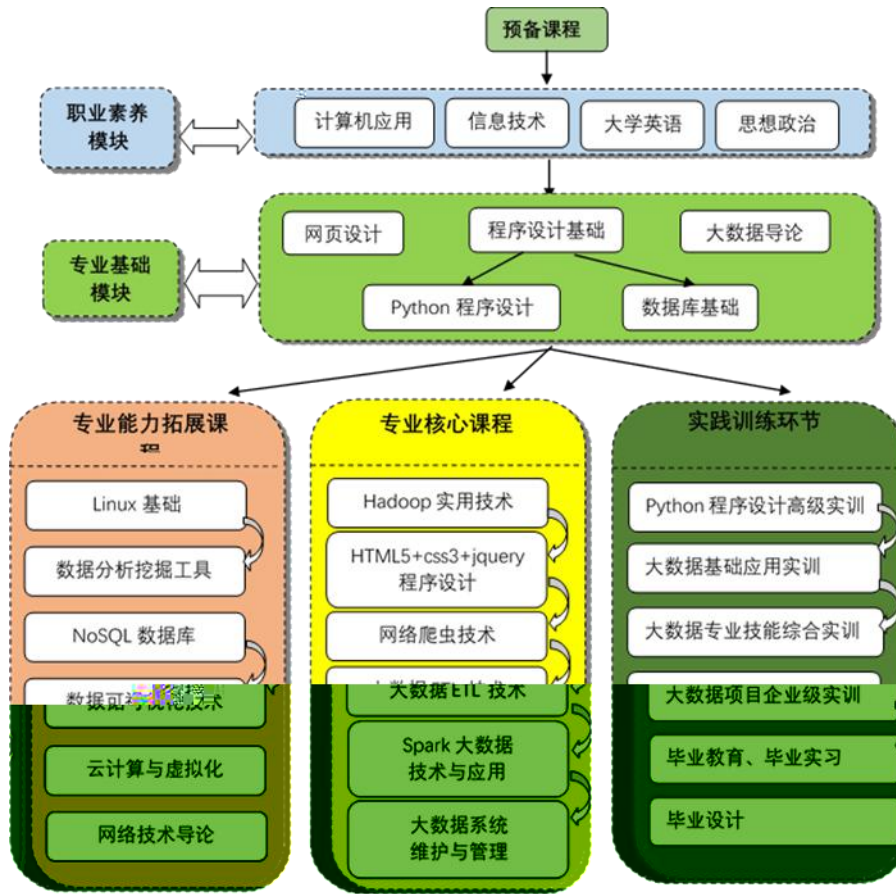 预备课程
职业素养
模块
计算机应用
信息技术
大学英语
思想政治
专业基础
模块
网页设计
程序设计基础
大数据导论
Python 程序设计
数据库基础
专业能力拓展课
程
Linux 基础
数据分析挖掘工具
NoSQL 数据库
数据可视化技术
云计算与虚拟化
网络技术导论
专业核心课程
Hadoop 实用技术
HTML5+css3+jquery
程序设计
网络爬虫技术
大数据 ETL 技术
Spark 大数据
技术与应用
大数据系统
维护与管理
实践训练环节
Python 程序设计高级实训
大数据基础应用实训
大数据专业技能综合实训
大数据项目企业级实训
毕业教育、毕业实习
毕业设计